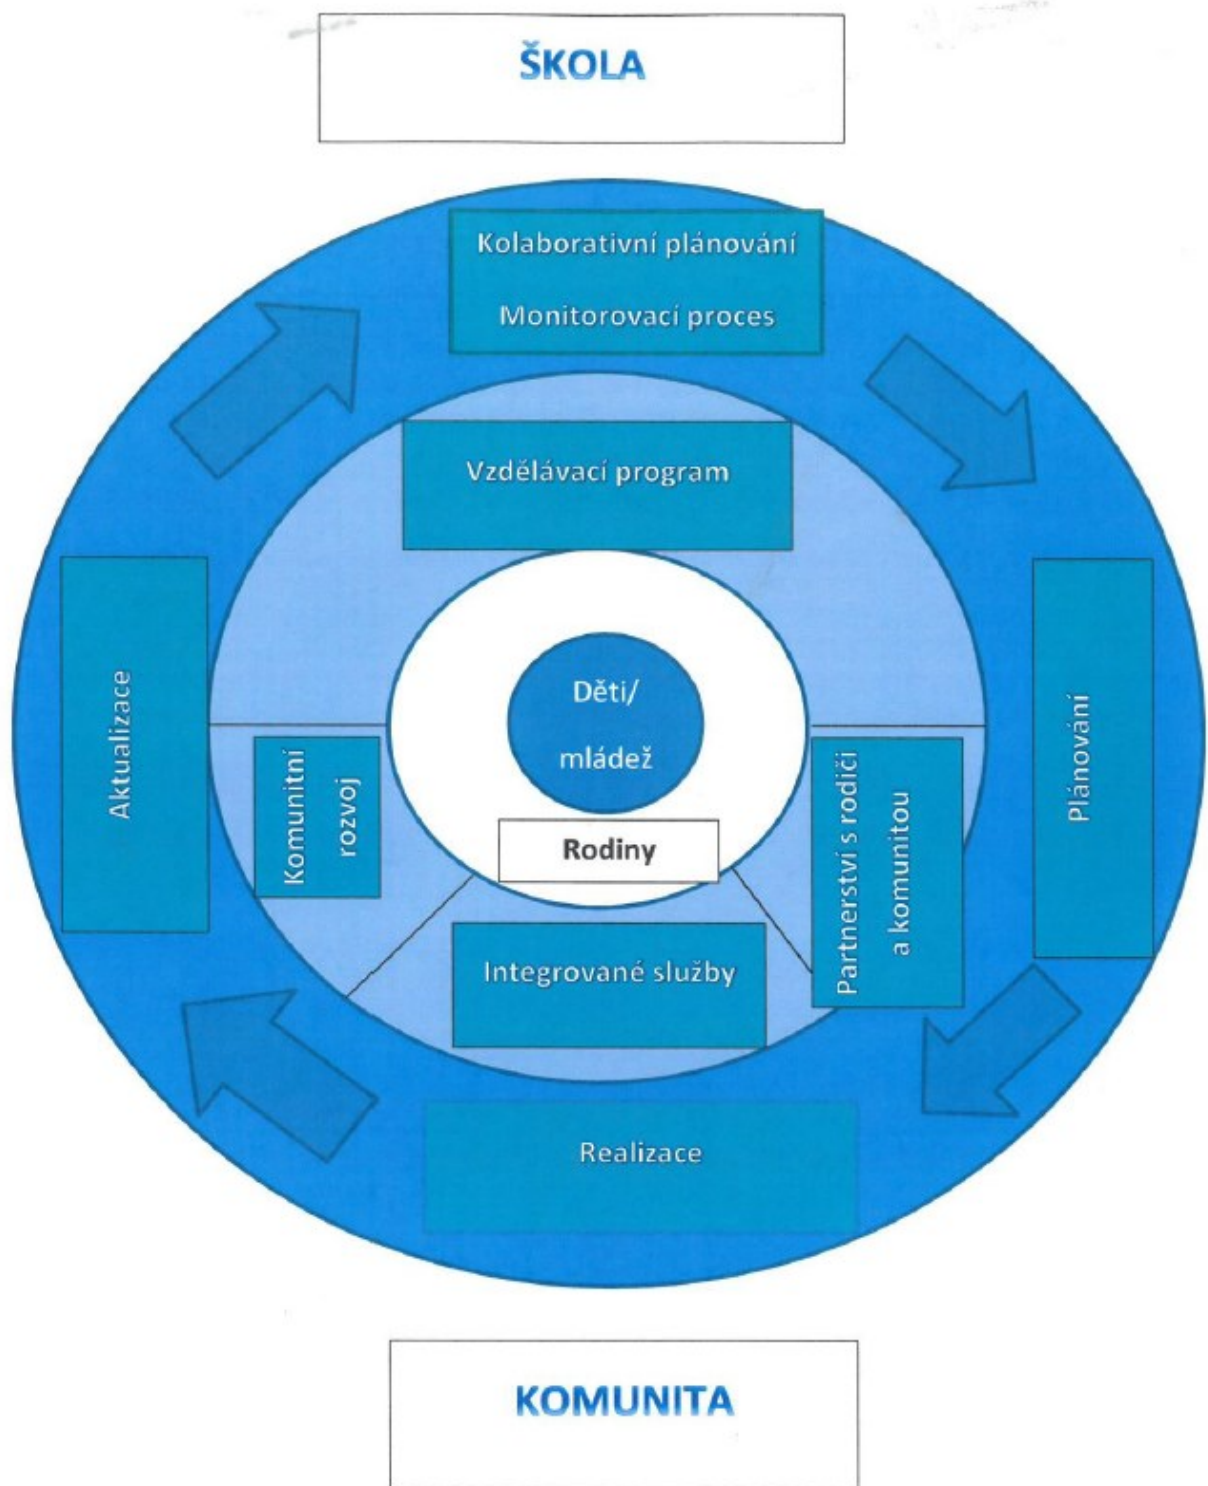 ŠKOLA
Kolaborativní plánování
Monitorovací proces
Vzdělávací program
Děti/
mládež
Rodiny
Aktualizace
Komunitní
rozvoj
Partnerství s rodiči
a komunitou
Plánování
Integrované služby
Realizace
KOMUNITA